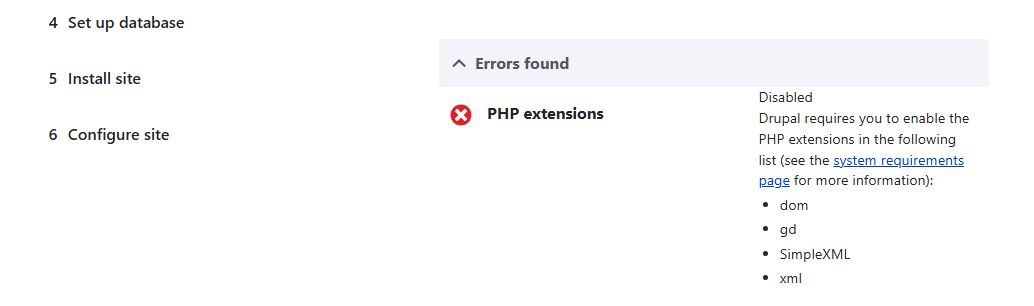 4 Set up database
5 Install site
6 Configure site
Errors found
PHP extensions
Disabled
Drupal requires you to enable the
PHP extensions in the following
list (see the system requirements
page for more information):
• dom
• gd
• SimpleXML
• xml